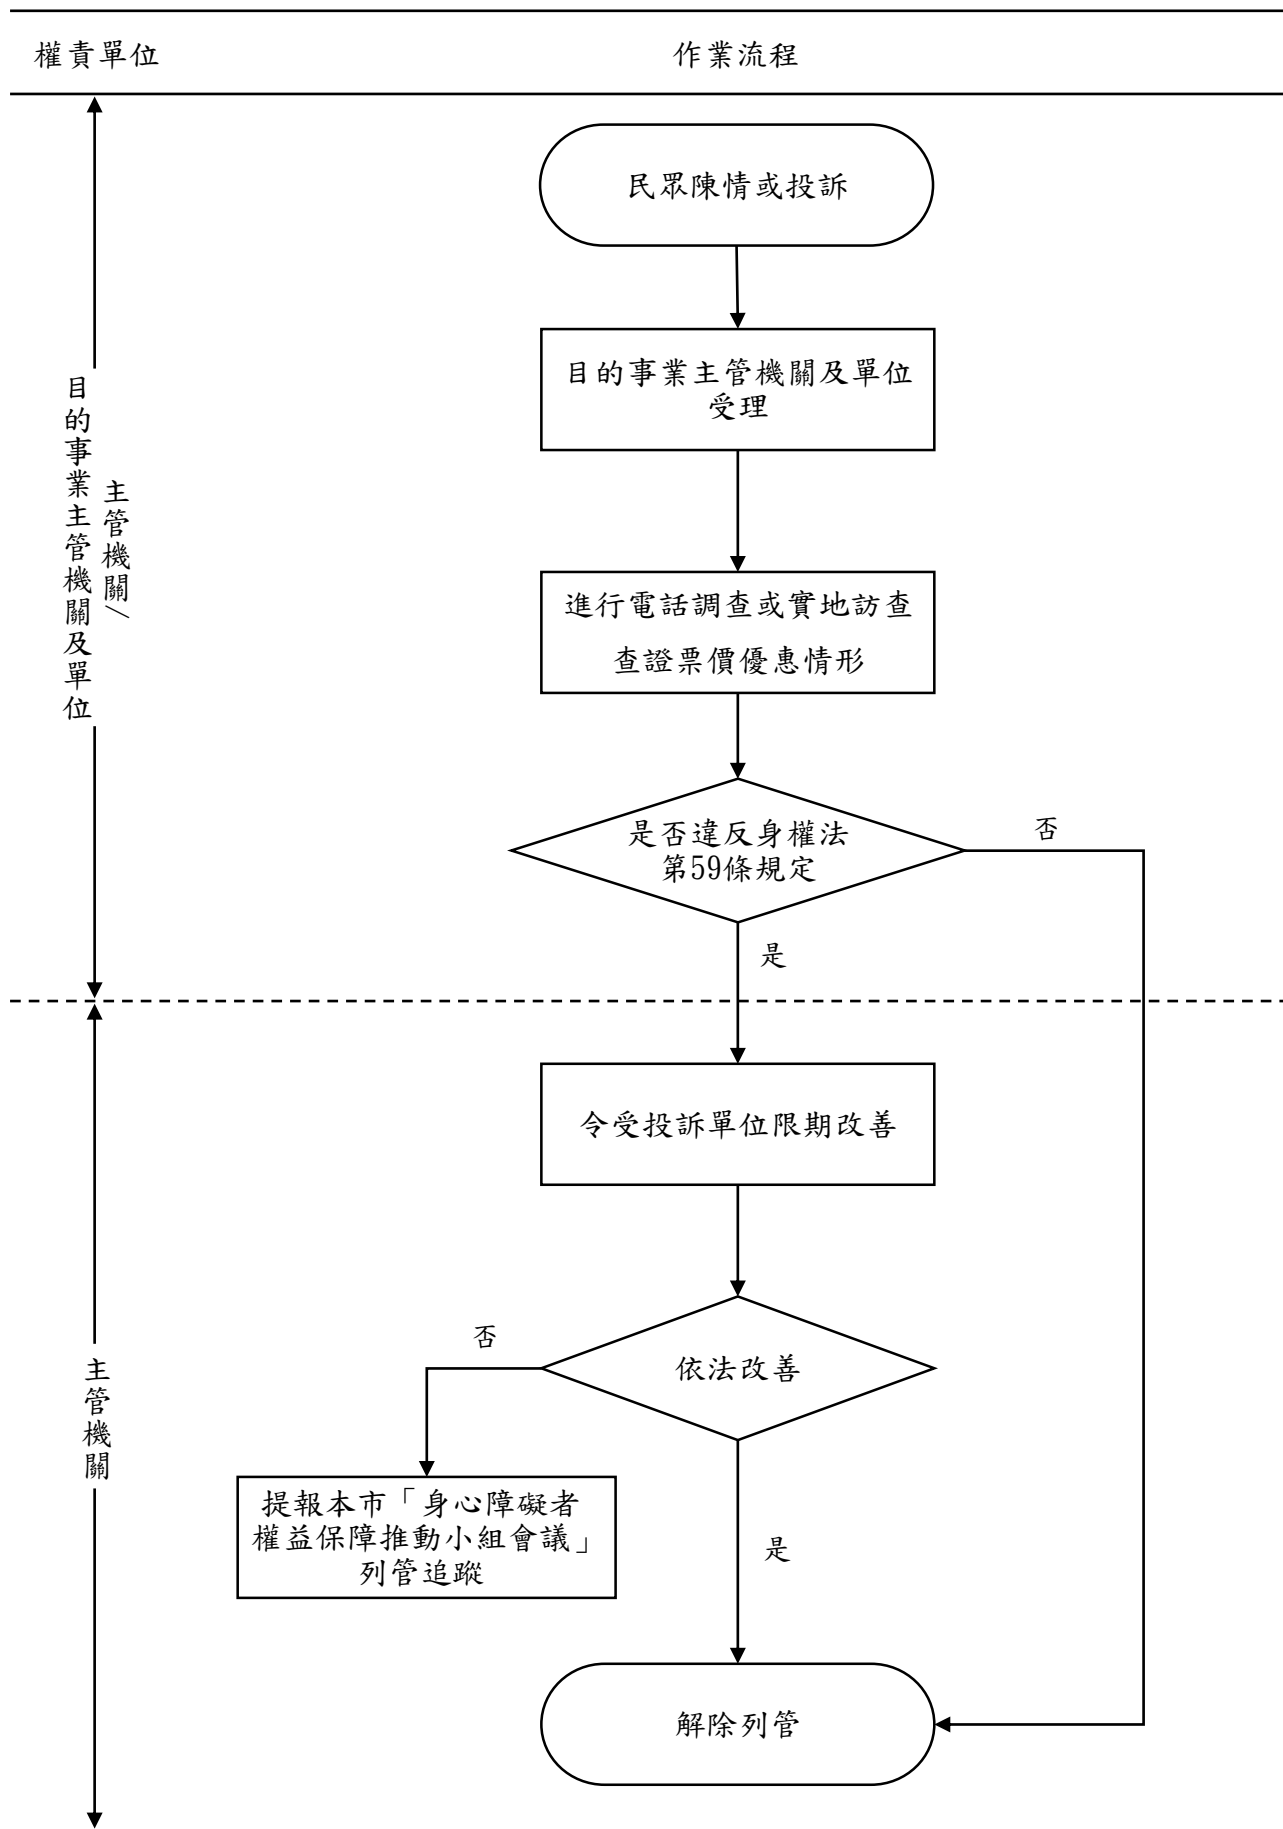 權責單位
作業流程
民眾陳情或投訴
目的事業主管機關及單位
受理
主管機關/
目的事業主管機關及單位
進行電話調查或實地訪查
查證票價優惠情形
是否違反身權法
第59條規定
否
是
令受投訴單位限期改善
依法改善
否
主管機關
提報本市「身心障礙者
權益保障推動小組會議」
列管追蹤
是
解除列管